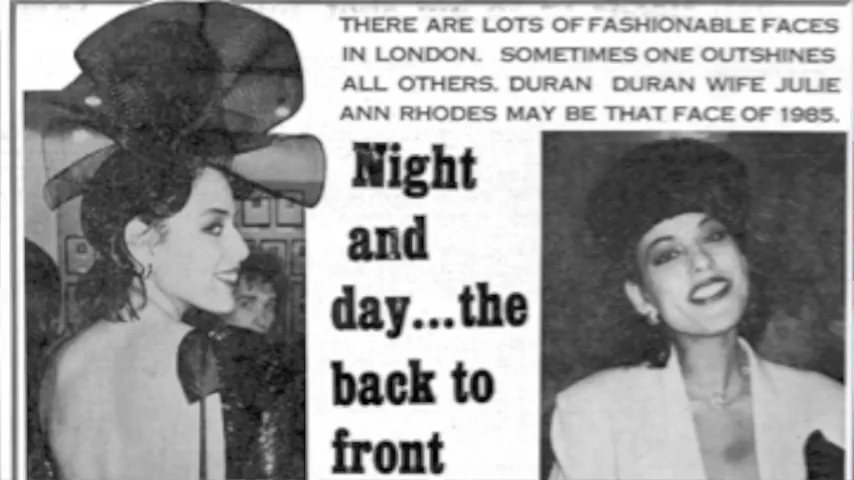 THERE ARE LOTS OF FASHIONABLE FACES
IN LONDON. SOMETIMES ONE OUTSHINES
ALL OTHERS. DURAN DURAN WIFE JULIE
ANN RHODES MAY BE THAT FACE OF 1985.
Night
and
day...the
back to
front